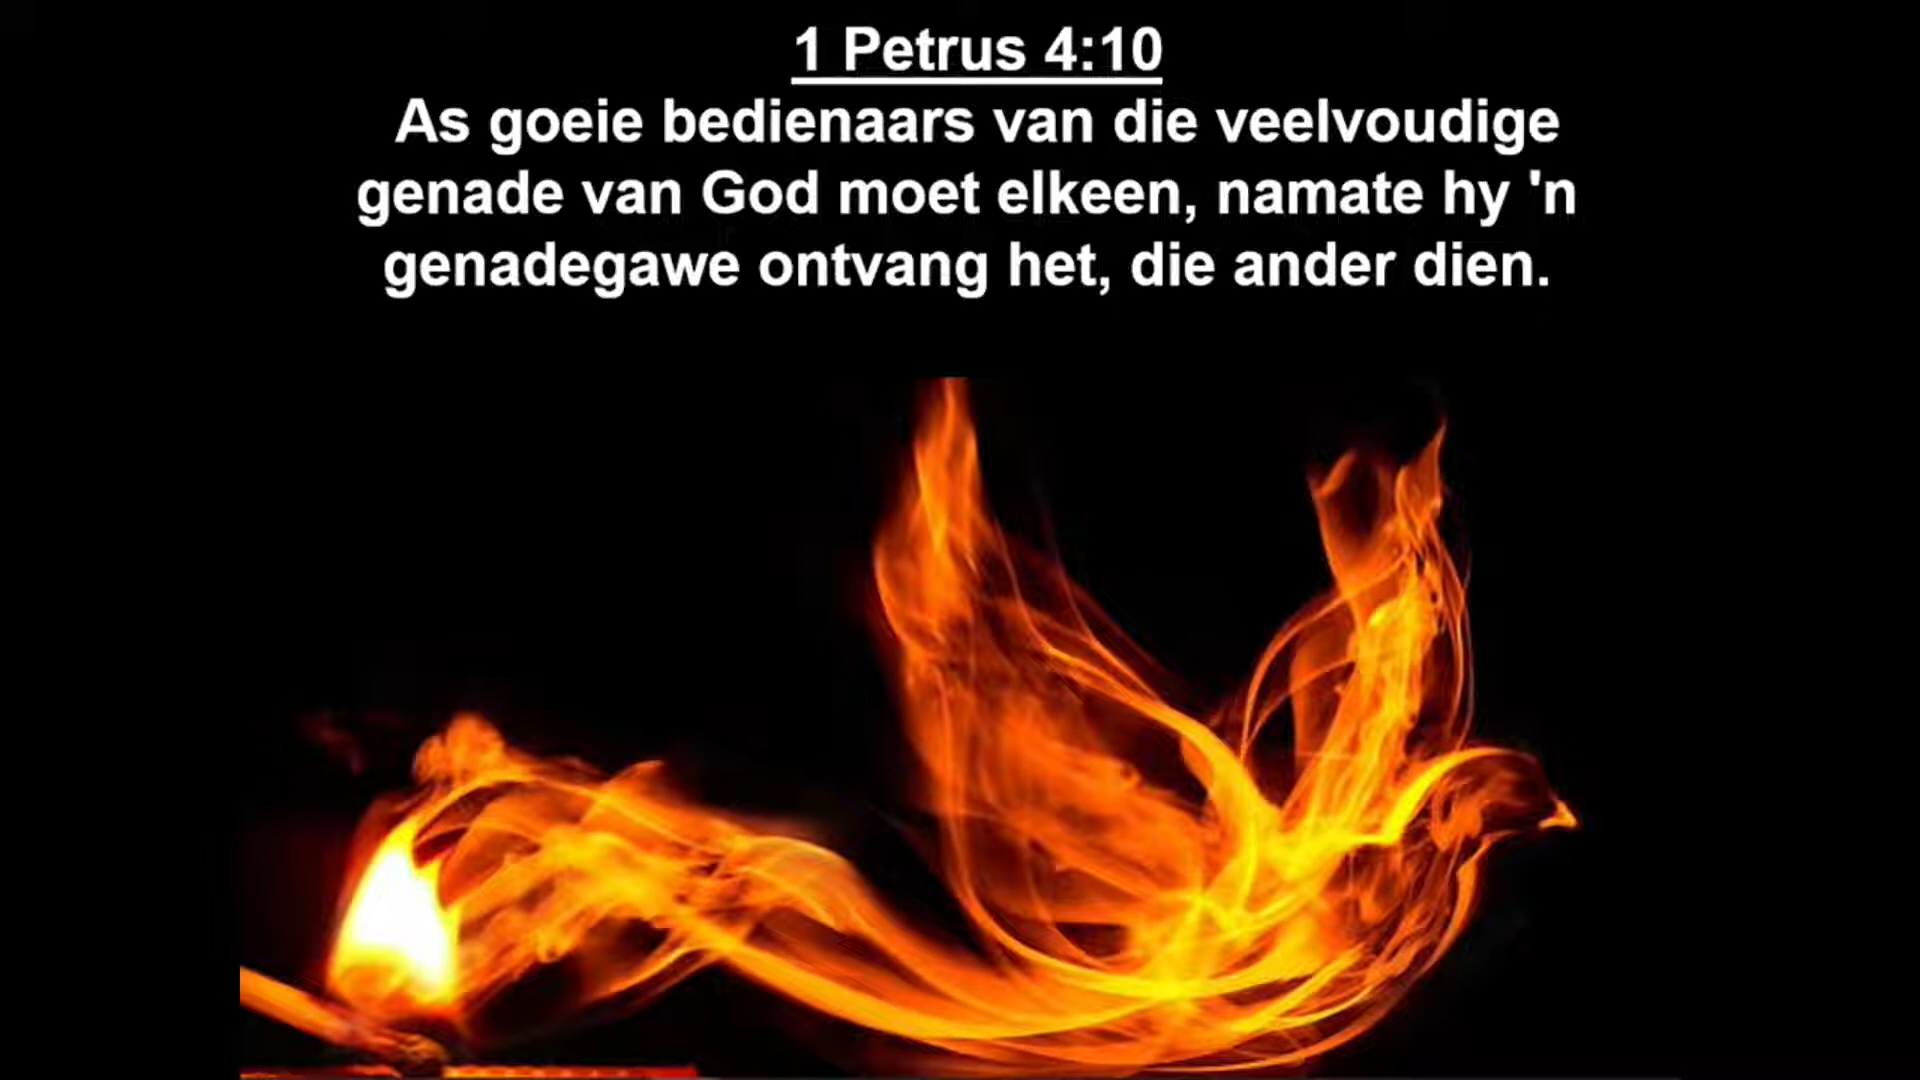 1 Petrus 4:10
As goeie bedienaars van die veelvoudige
genade van God moet elkeen, namate hy 'n
genadegawe ontvang het, die ander dien.